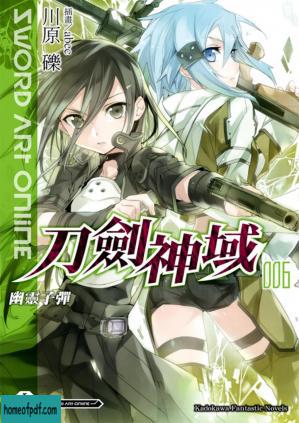 SWORD ART ONLINE
川原 礫
插畫／abec
刀劍神域
006
幽靈子彈
Kadokawa Fantastic Novels
homeofpdf.com